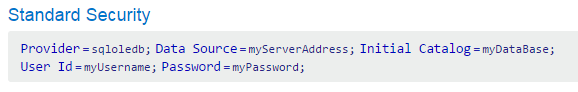 Standard Security
Provider=sqloledb; Data Source=myServerAddress; Initial Catalog=myDataBase;
User Id=myUsername; Password=myPassword;